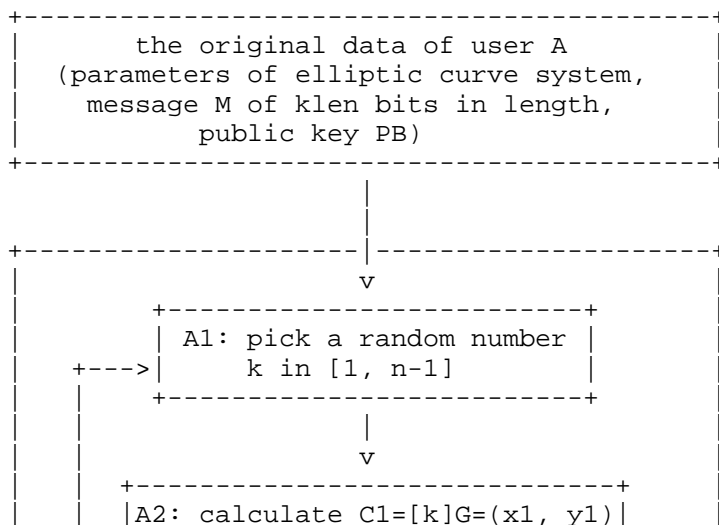 the original data of user A
(parameters of elliptic curve system,
message M of klen bits in length,
public key PB)
A1: pick a random number
k in [1, n-1]
A2: calculate C1=[k]G=(x1, y1)